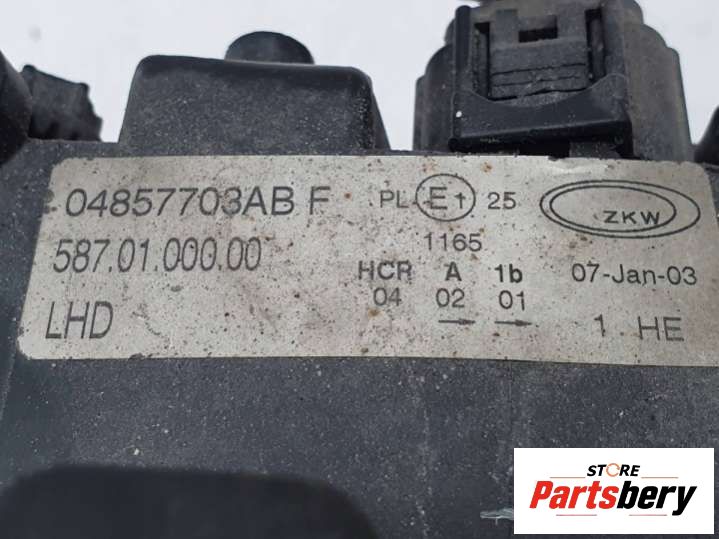 04857703AB F
587.01.000.00
LHD
PL E1 25
1165
HCR A 1b
04 02 01
→ →
ZKW
07-Jan-03
1 HE
STORE
Partsbery